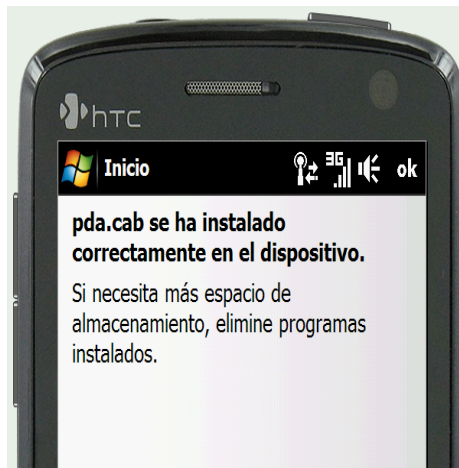 hTC
Inicio 3G ok
pda.cab se ha instalado
correctamente en el dispositivo.
Si necesita más espacio de
almacenamiento, elimine programas
instalados.